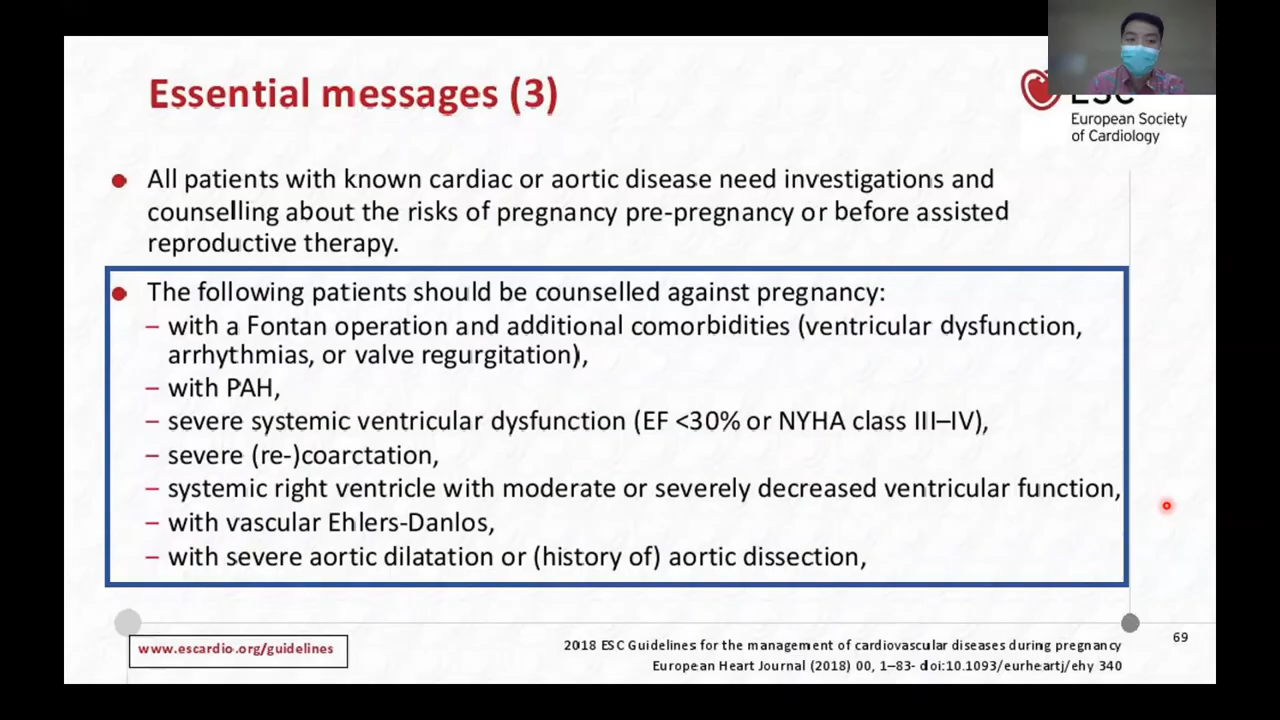 Essential messages (3)
ESC
European Society
of Cardiology
All patients with known cardiac or aortic disease need investigations and
counselling about the risks of pregnancy pre-pregnancy or before assisted
reproductive therapy.
The following patients should be counselled against pregnancy:
– with a Fontan operation and additional comorbidities (ventricular dysfunction,
arrhythmias, or valve regurgitation),
– with PAH,
– severe systemic ventricular dysfunction (EF <30% or NYHA class III–IV),
– severe (re-)coarctation,
– systemic right ventricle with moderate or severely decreased ventricular function,
– with vascular Ehlers-Danlos,
– with severe aortic dilatation or (history of) aortic dissection,
69
www.escardio.org/guidelines
2018 ESC Guidelines for the management of cardiovascular diseases during pregnancy
European Heart Journal (2018) 00, 1–83- doi:10.1093/eurheartj/ehy 340